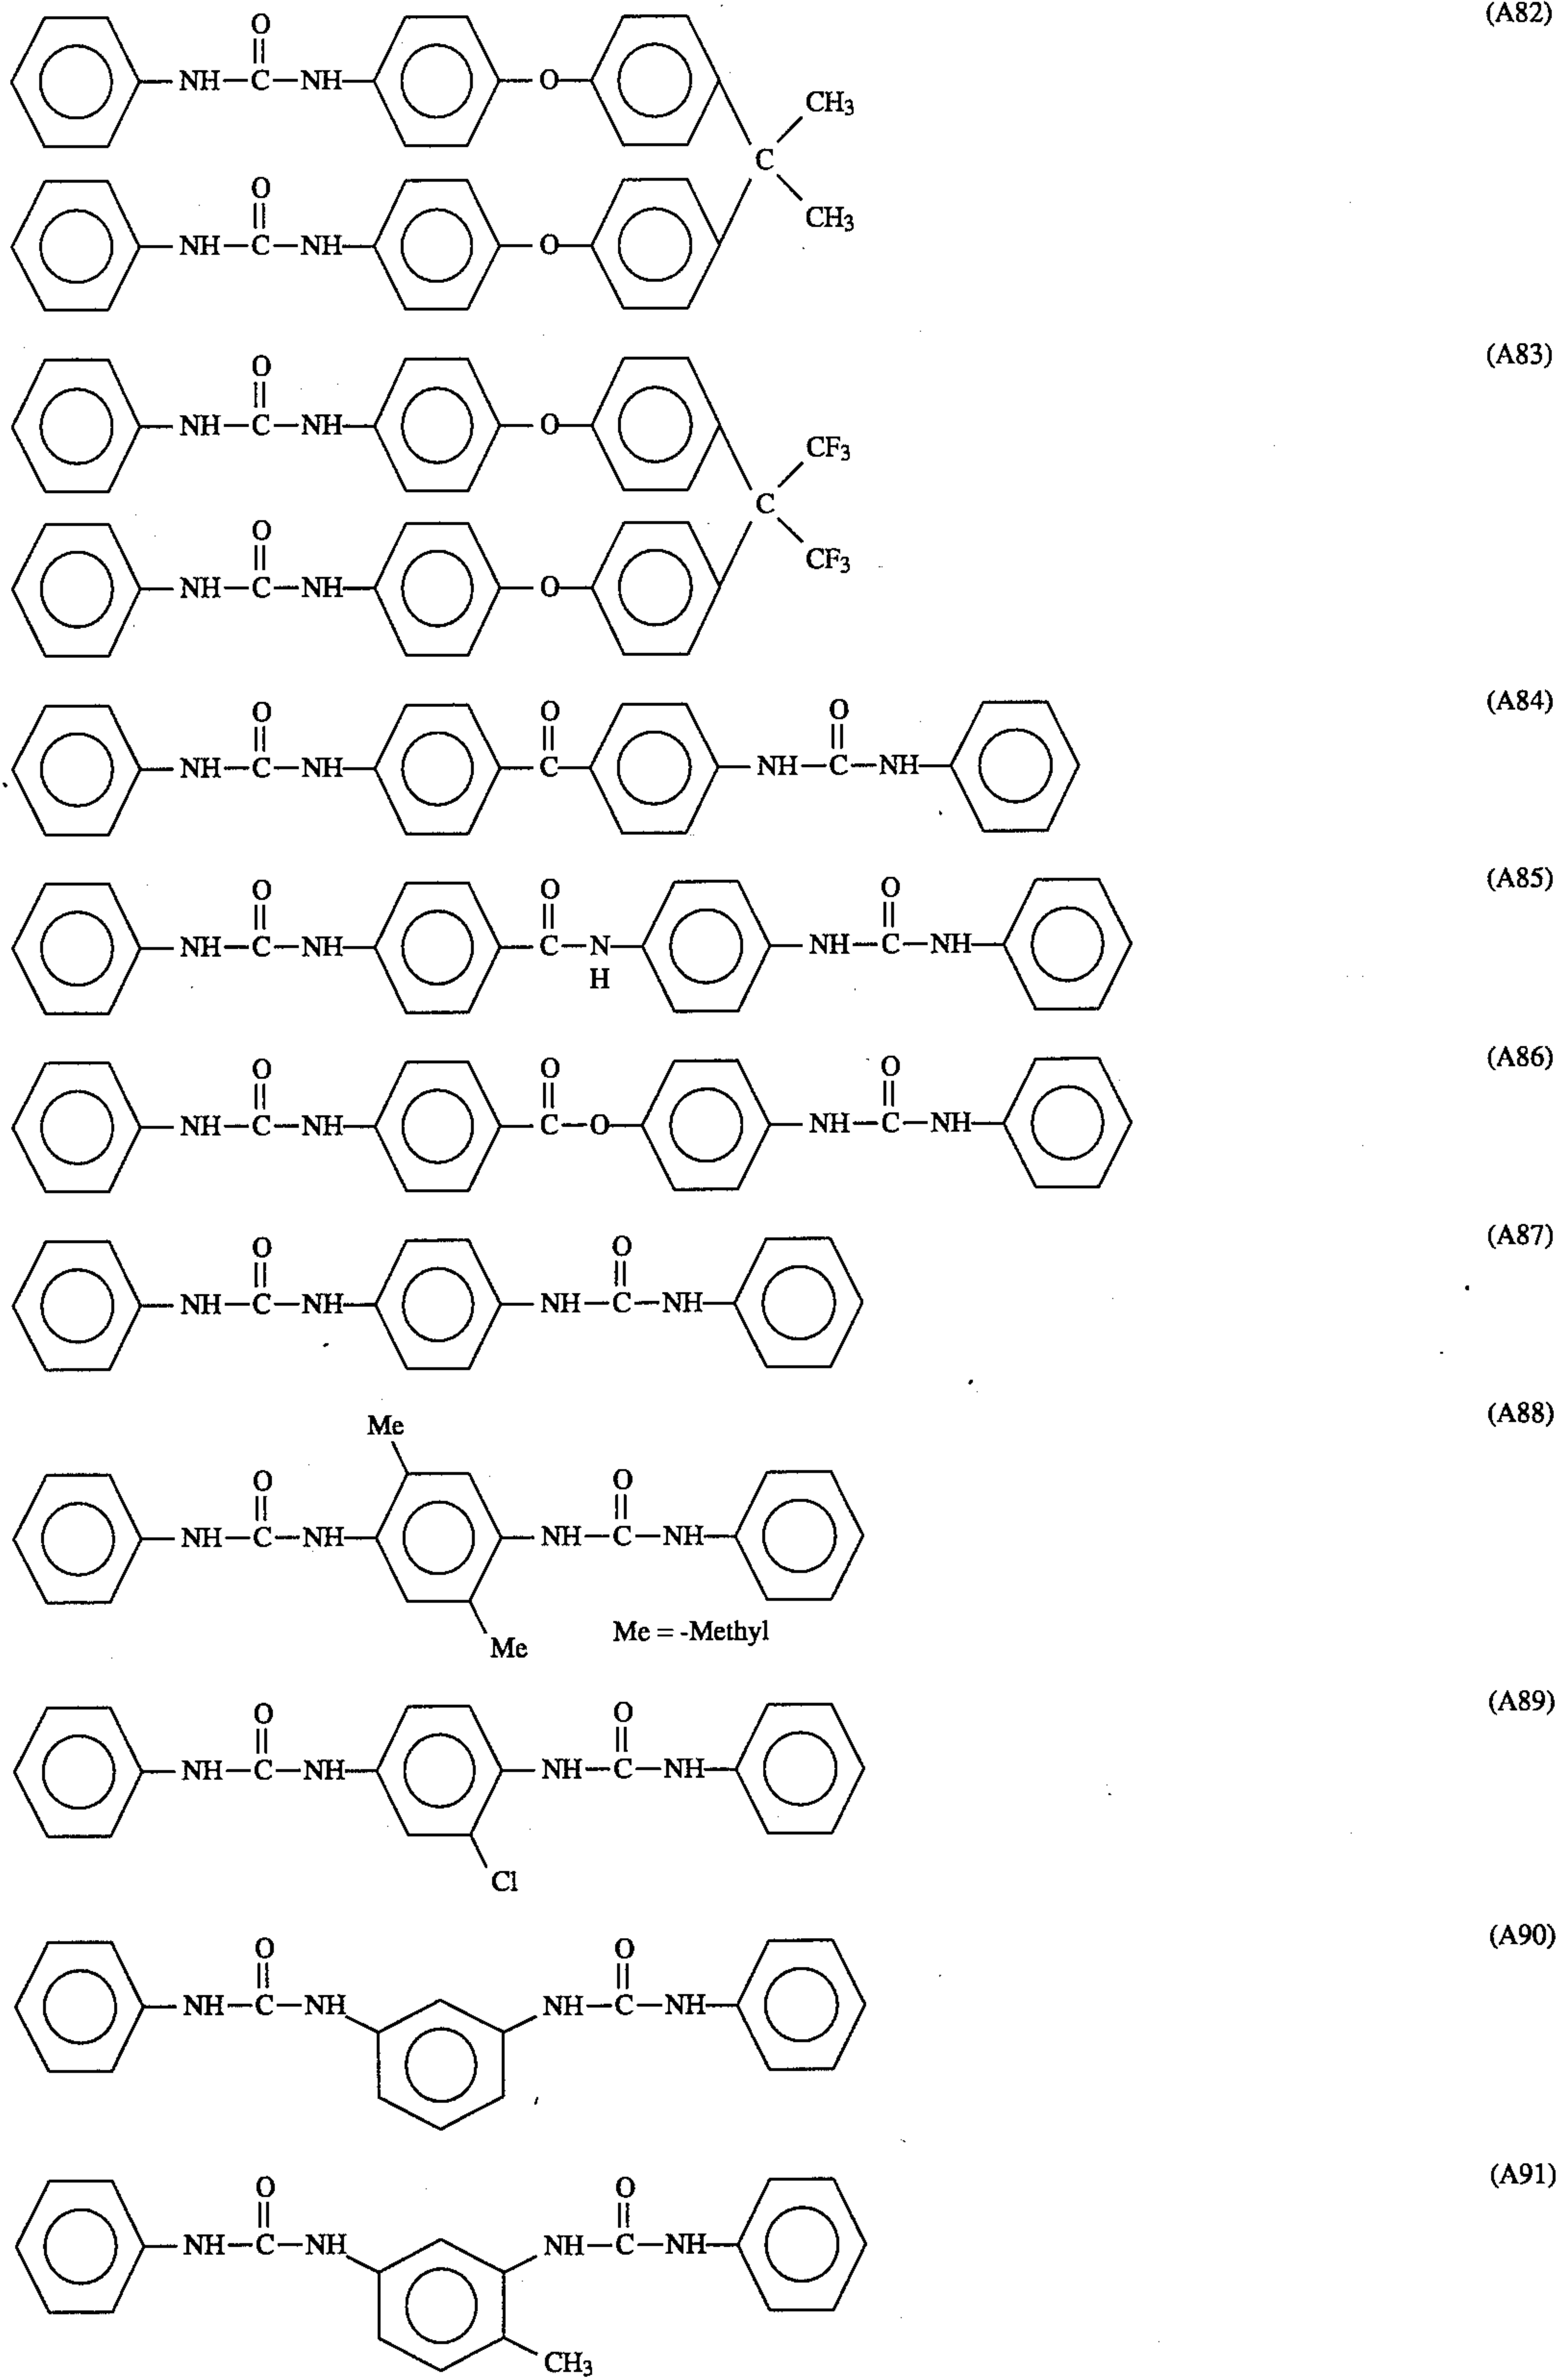 (A82)
O
NH—C—NH
O
CH₃
C
CH₃
O
NH—C—NH
O
(A83)
O
NH—C—NH
O
CF₃
C
CF₃
O
NH—C—NH
O
(A84)
O O O
NH—C—NH C NH—C—NH
(A85)
O O O
NH—C—NH C—N NH—C—NH
H
(A86)
O O O
NH—C—NH C—O NH—C—NH
(A87)
O O
NH—C—NH NH—C—NH
(A88)
Me
O O
NH—C—NH NH—C—NH
Me = -Methyl
Me
(A89)
O O
NH—C—NH NH—C—NH
Cl
(A90)
O O
NH—C—NH NH—C—NH
(A91)
O O
NH—C—NH NH—C—NH
CH₃